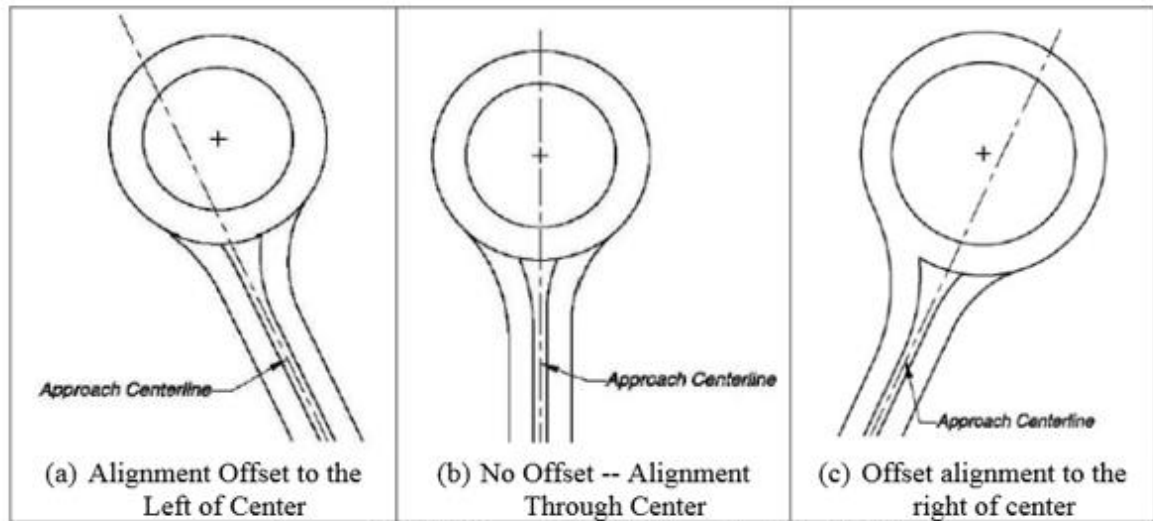 Approach Centerline
Approach Centerline
Approach Centerline
(a) Alignment Offset to the
Left of Center
(b) No Offset -- Alignment
Through Center
(c) Offset alignment to the
right of center